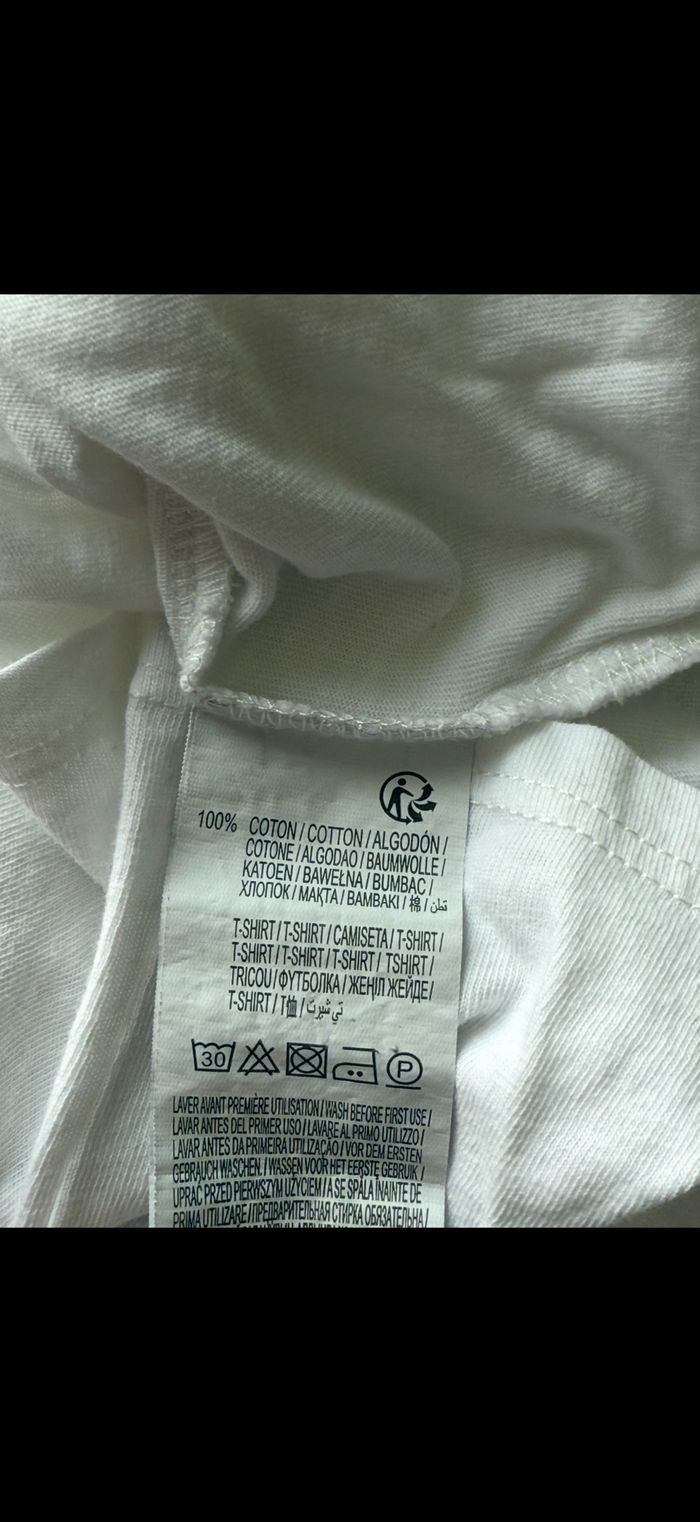 100% COTON / COTTON / ALGODÓN /
COTONE / ALGODAO / BAUMWOLLE /
KATOEN / BAWEŁNA / BUMBAC /
ХЛОПОК / МАҚТА / BAMBAKI / 棉 / قطن
T-SHIRT / T-SHIRT / CAMISETA / T-SHIRT /
T-SHIRT / T-SHIRT / T-SHIRT / TSHIRT /
TRICOU / ФУТБОЛКА / ЖЕҢІЛ ЖЕЙДЕ /
T-SHIRT / T恤 / تي شيرت
30 P
LAVER AVANT PREMIÈRE UTILISATION / WASH BEFORE FIRST USE /
LAVAR ANTES DEL PRIMER USO / LAVARE AL PRIMO UTILIZZO /
LAVAR ANTES DA PRIMEIRA UTILIZAÇÃO / VOR DEM ERSTEN
GEBRAUCH WASCHEN. / WASSEN VOOR HET EERSTE GEBRUIK /
UPRAĆ PRZED PIERWSZYM UŻYCIEM / A SE SPĂLA ÎNAINTE DE
PRIMA UTILIZARE / ПРЕДВАРИТЕЛЬНАЯ СТИРКА ОБЯЗАТЕЛЬНА /